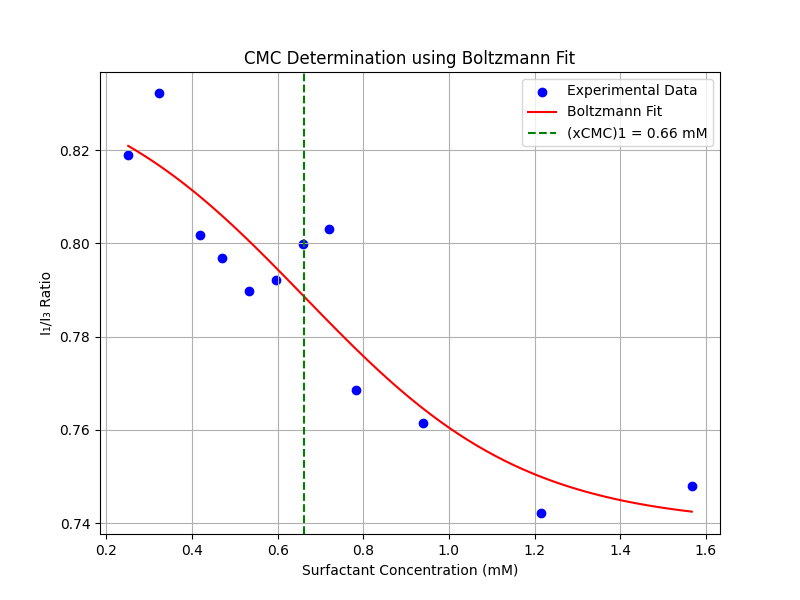 CMC Determination using Boltzmann Fit
Experimental Data
Boltzmann Fit
(xCMC)1 = 0.66 mM
I₁/I₃ Ratio
0.82
0.80
0.78
0.76
0.74
0.2 0.4 0.6 0.8 1.0 1.2 1.4 1.6
Surfactant Concentration (mM)